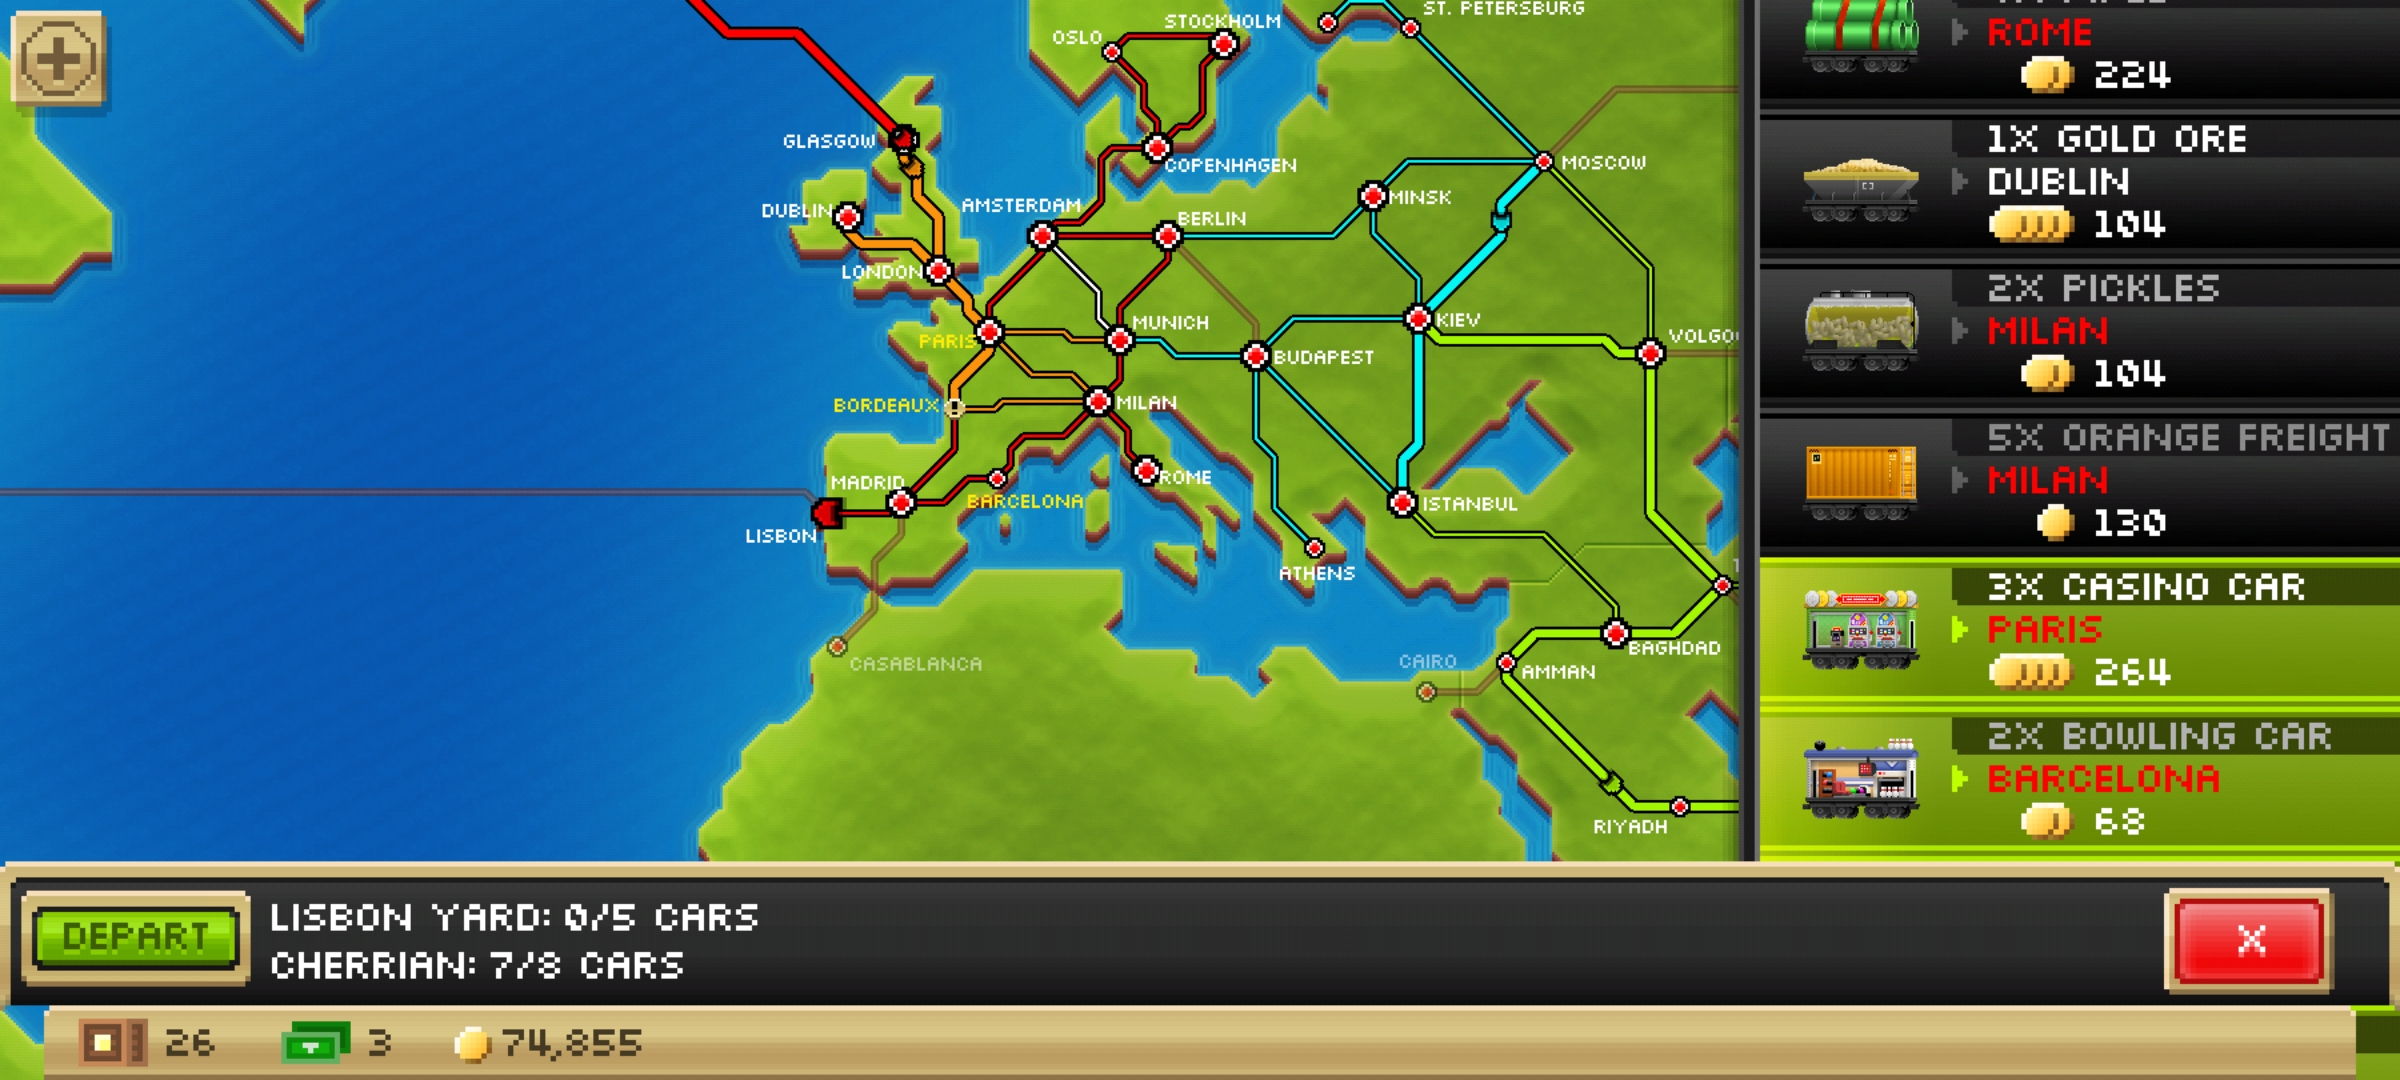 ST. PETERSBURG
STOCKHOLM
OSLO
GLASGOW
COPENHAGEN
MOSCOW
MINSK
DUBLIN
AMSTERDAM
BERLIN
LONDON
KIEV
MUNICH
PARIS
BUDAPEST
BORDEAUX
MILAN
MADRID
ROME
BARCELONA
ISTANBUL
LISBON
ATHENS
CASABLANCA
CAIRO
AMMAN
BAGHDAD
RIYADH
ROME
224
1X GOLD ORE
DUBLIN
104
2X PICKLES
MILAN
104
5X ORANGE FREIGHT
MILAN
130
3X CASINO CAR
PARIS
264
2X BOWLING CAR
BARCELONA
68
DEPART
LISBON YARD: 0/5 CARS
CHERRIAN: 7/8 CARS
X
26
3
74,855